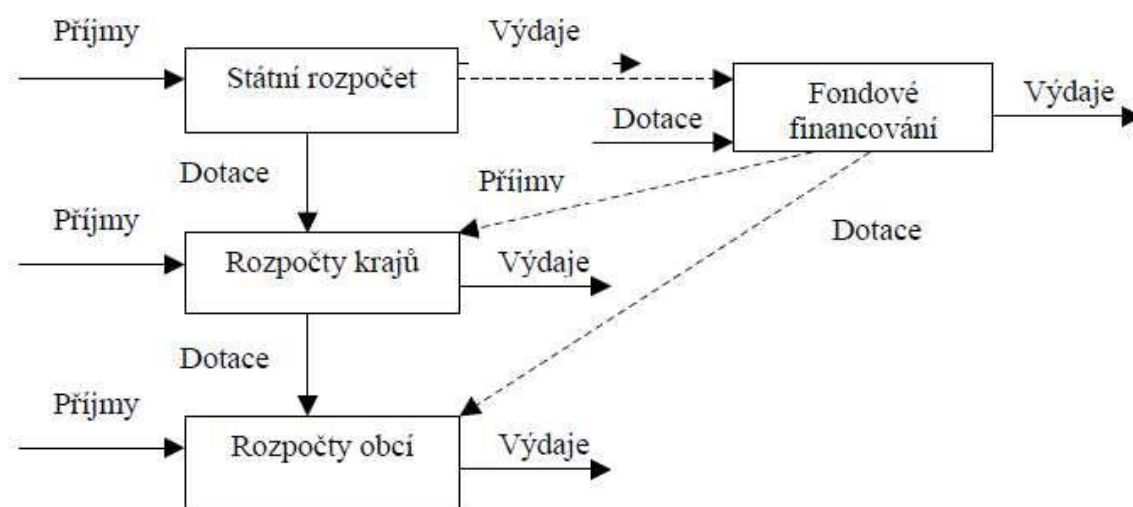 Příjmy
Výdaje
Státní rozpočet
Fondové
financování
Výdaje
Dotace
Dotace
Příjmy
Příjmy
Dotace
Rozpočty krajů
Výdaje
Dotace
Příjmy
Rozpočty obcí
Výdaje